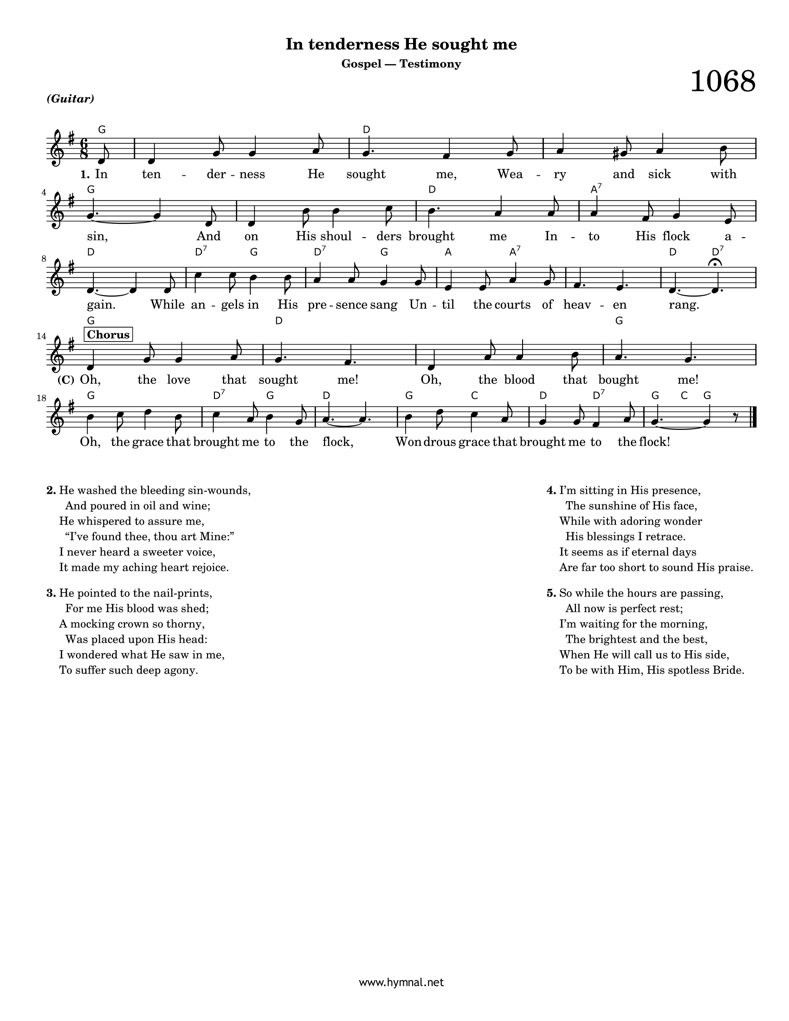 In tenderness He sought me
Gospel — Testimony
1068
(Guitar)
G D
6 8
1. In ten - der - ness He sought me, Wea - ry and sick with
4 G D A7
sin, And on His shoul - ders brought me In - to His flock a -
8 D D7 G D7 G A A7 D D7
gain. While an - gels in His pre - sence sang Un - til the courts of heav - en rang.
G D G
14 Chorus
(C) Oh, the love that sought me! Oh, the blood that bought me!
18 G D7 G D G C D D7 G C G
Oh, the grace that brought me to the flock, Wondrous grace that brought me to the flock!
2. He washed the bleeding sin-wounds,
And poured in oil and wine;
He whispered to assure me,
“I’ve found thee, thou art Mine:”
I never heard a sweeter voice,
It made my aching heart rejoice.
3. He pointed to the nail-prints,
For me His blood was shed;
A mocking crown so thorny,
Was placed upon His head:
I wondered what He saw in me,
To suffer such deep agony.
4. I’m sitting in His presence,
The sunshine of His face,
While with adoring wonder
His blessings I retrace.
It seems as if eternal days
Are far too short to sound His praise.
5. So while the hours are passing,
All now is perfect rest;
I’m waiting for the morning,
The brightest and the best,
When He will call us to His side,
To be with Him, His spotless Bride.
www.hymnal.net